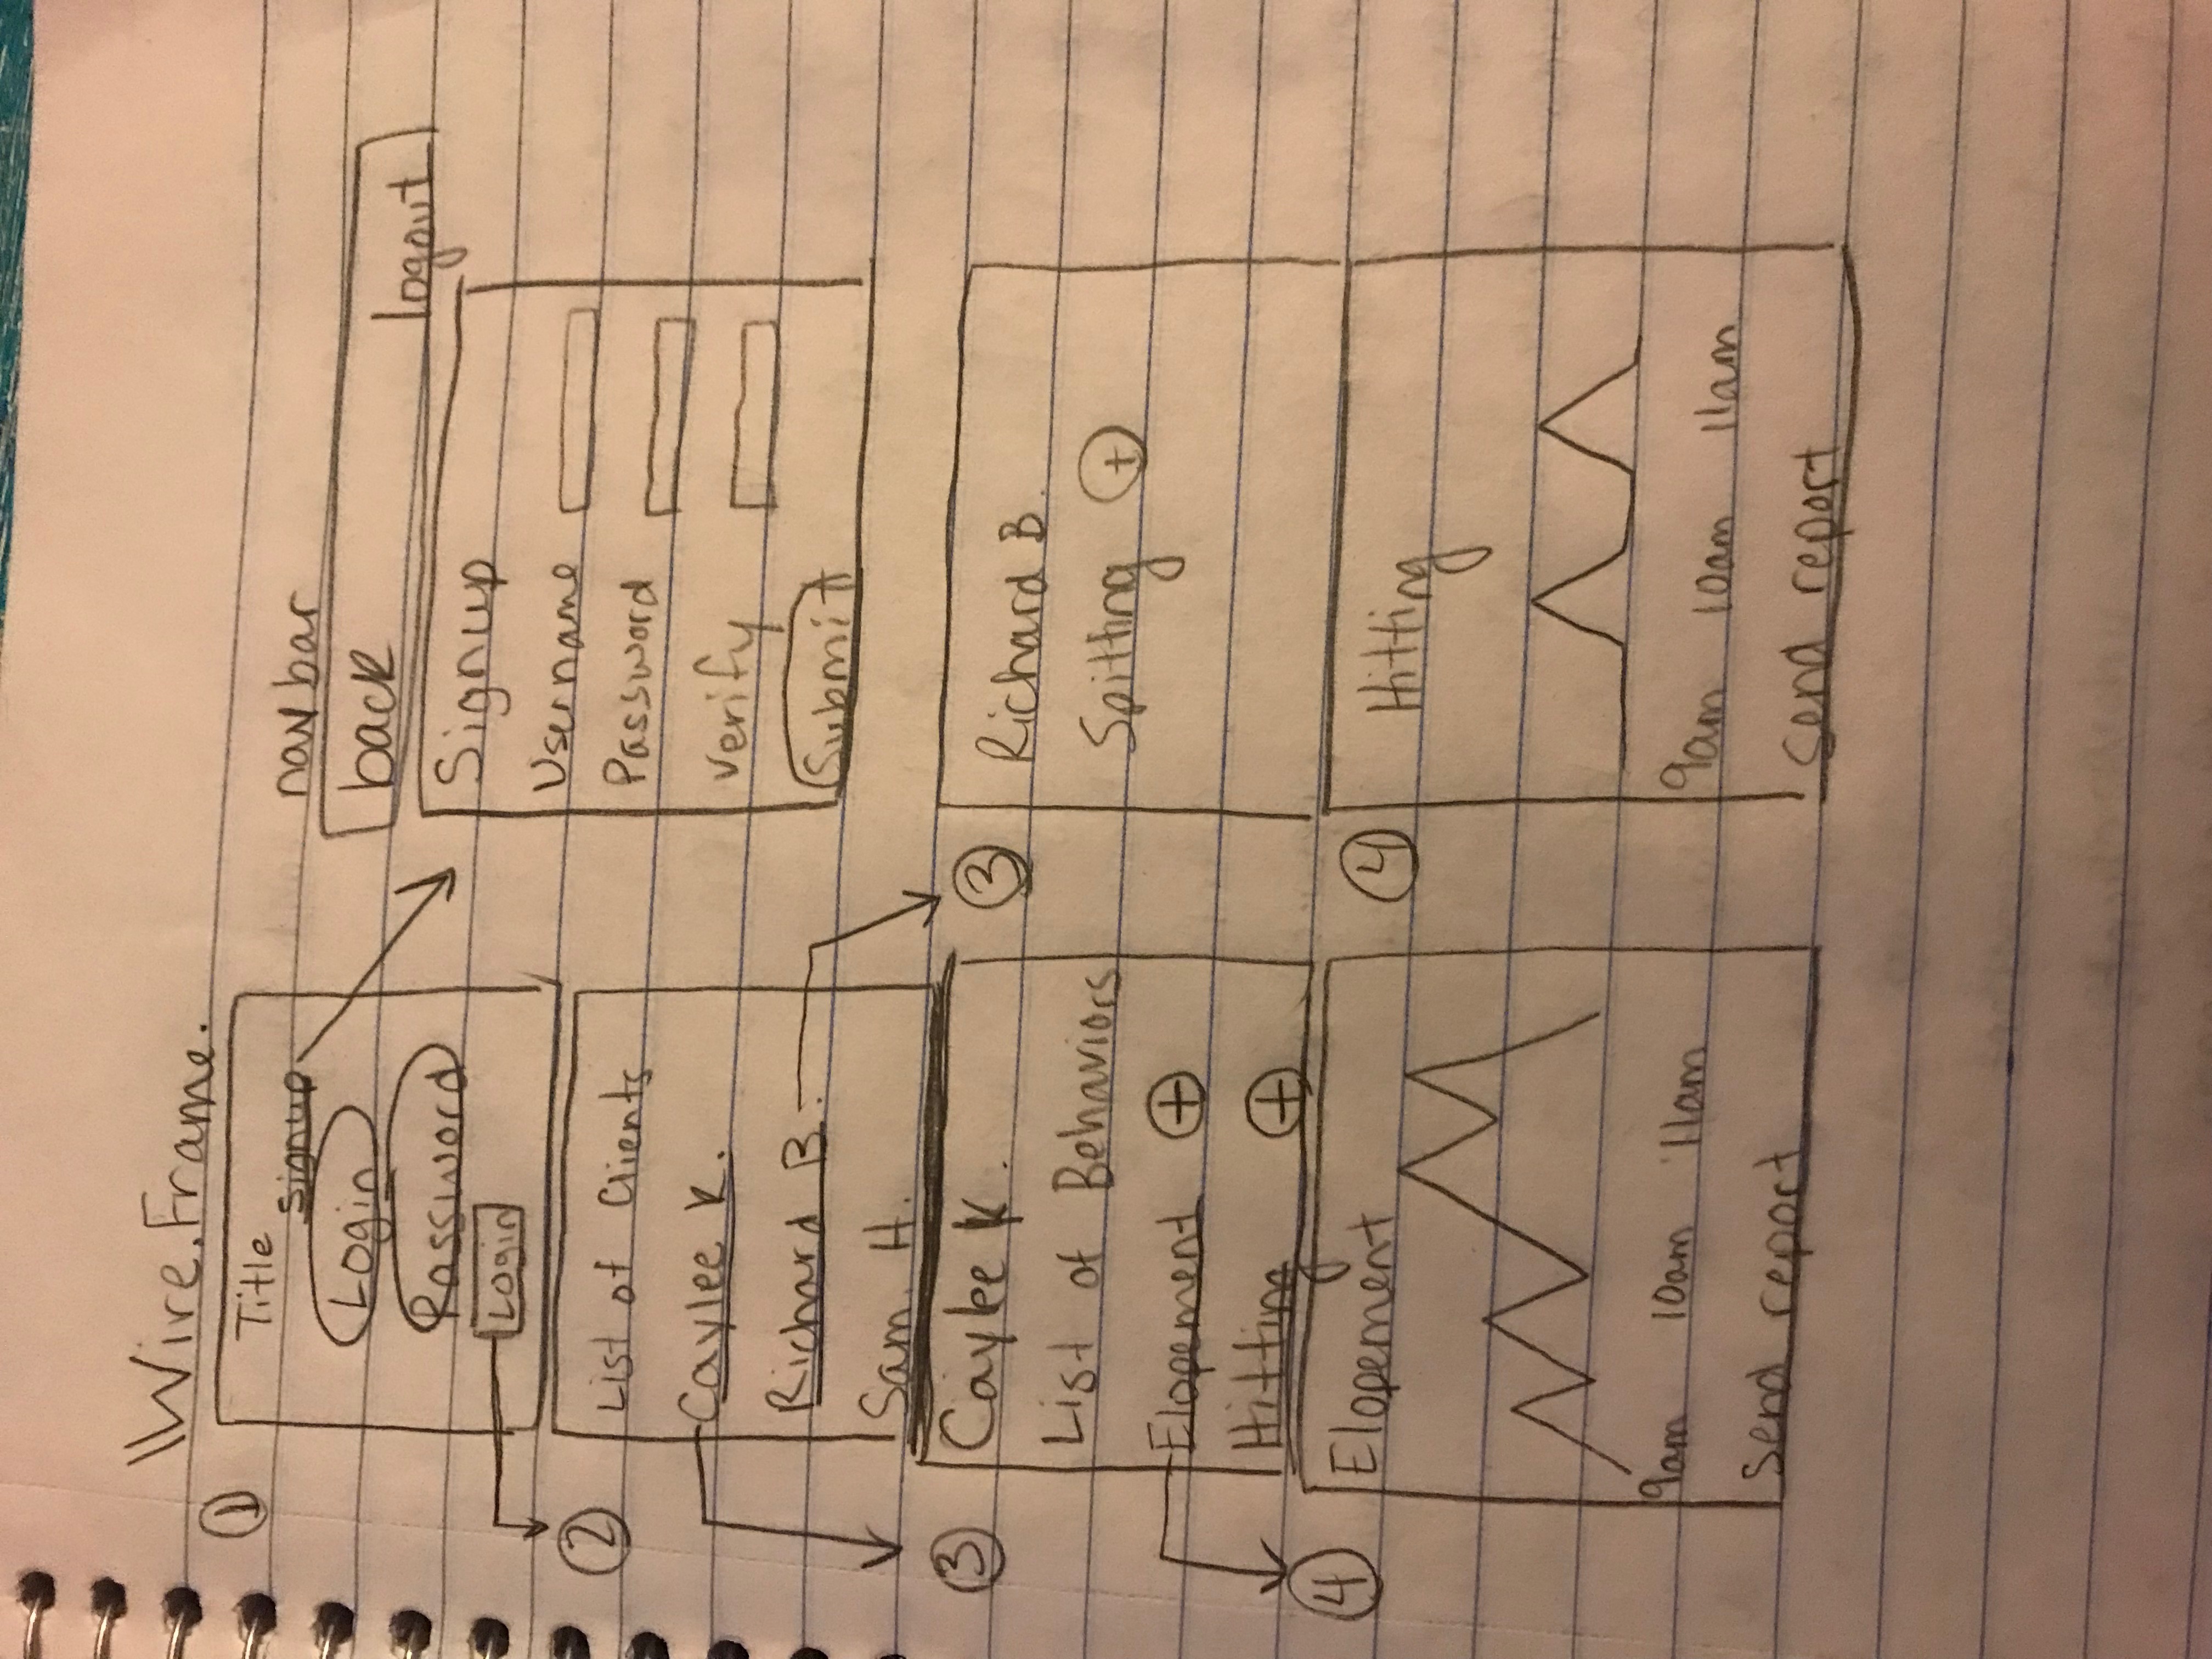 Wire.Frame.
①
Title
signup
Login
Password
Login
navbar
back logout
Signup
Username
Password
verify
Submit
②
List of Clients
Caylee K.
Richard B.
Sam. H.
③
Caylee K.
List of Behaviors
Elopement +
Hitting +
③
Richard B.
Spitting +
④
Elopement
9am 10am 11am
Send report
④
Hitting
9am 10am 11am
Send report